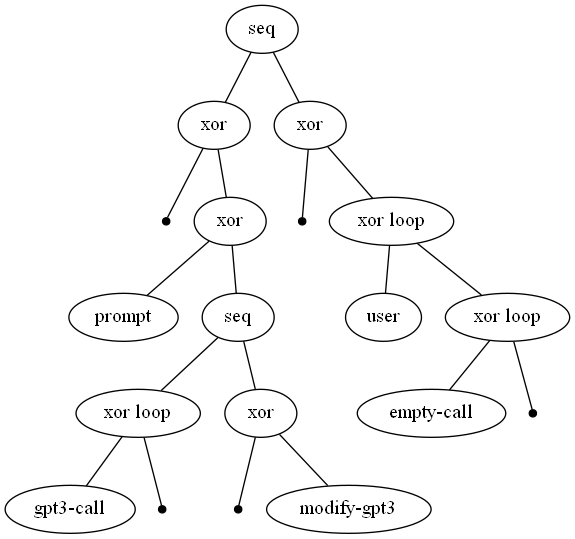 seq
xor
xor
xor
xor loop
prompt
seq
user
xor loop
xor loop
xor
empty-call
gpt3-call
modify-gpt3